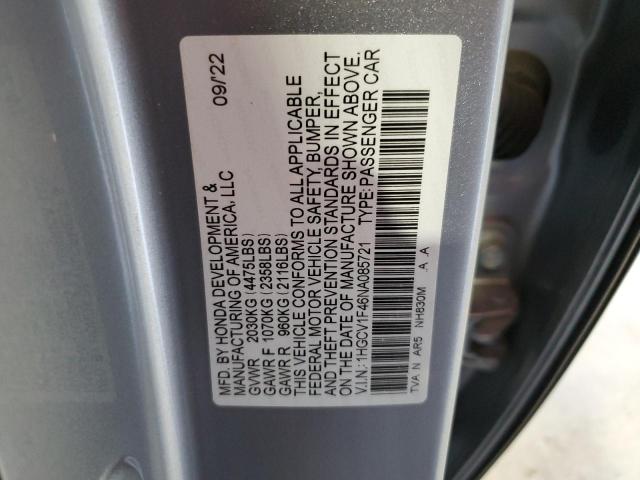 MFD. BY HONDA DEVELOPMENT & 09/'22
MANUFACTURING OF AMERICA, LLC
GVWR 2030KG (4475LBS)
GAWR F 1070KG (2358LBS)
GAWR R 960KG (2116LBS)
THIS VEHICLE CONFORMS TO ALL APPLICABLE
FEDERAL MOTOR VEHICLE SAFETY, BUMPER,
AND THEFT PREVENTION STANDARDS IN EFFECT
ON THE DATE OF MANUFACTURE SHOWN ABOVE.
V.I.N.: 1HGCV1F46NA085721 TYPE: PASSENGER CAR
TVA N AR5 NH830M A A